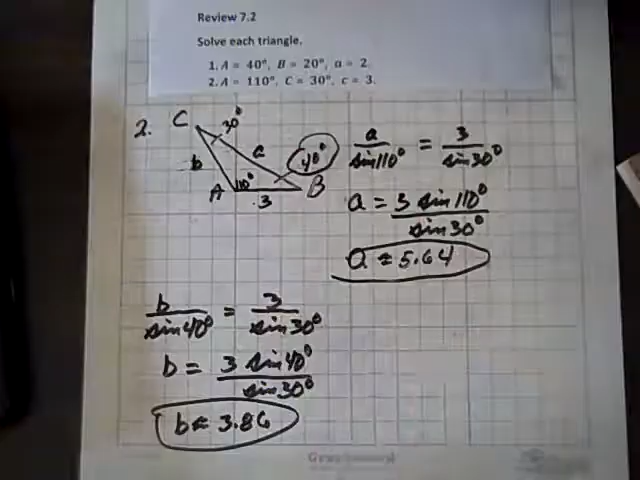 Review 7.2
Solve each triangle.
1. A = 40°, B = 20°, a = 2.
2. A = 110°, C = 30°, c = 3.
2. C 30°
b a 40°
A 110° B
3
a/sin110° = 3/sin30°
a = 3 sin110°/sin30°
a ≈ 5.64
b/sin40° = 3/sin30°
b = 3 sin40°/sin30°
b ≈ 3.86